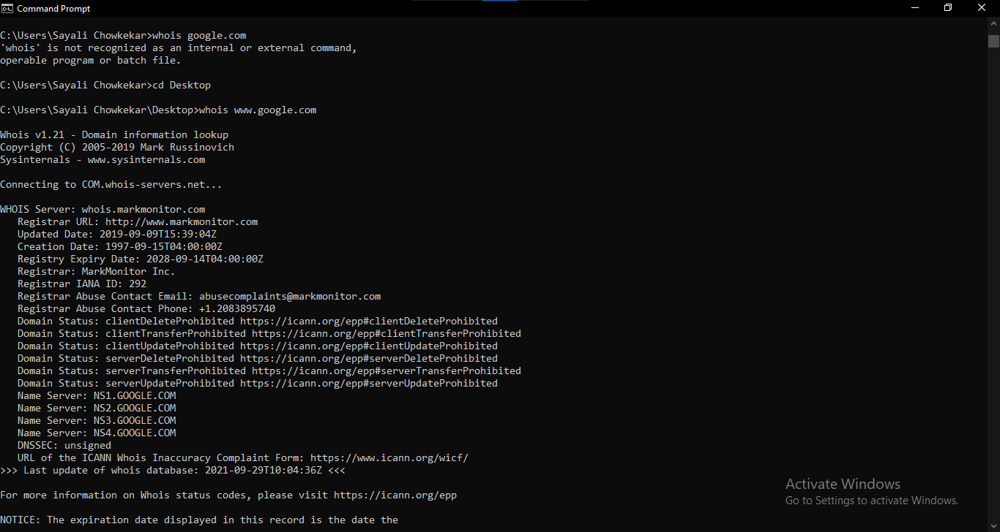 Command Prompt
C:\Users\Sayali Chowkekar>whois google.com
'whois' is not recognized as an internal or external command,
operable program or batch file.
C:\Users\Sayali Chowkekar>cd Desktop
C:\Users\Sayali Chowkekar\Desktop>whois www.google.com
Whois v1.21 - Domain information lookup
Copyright (C) 2005-2019 Mark Russinovich
Sysinternals - www.sysinternals.com
Connecting to COM.whois-servers.net...
WHOIS Server: whois.markmonitor.com
Registrar URL: http://www.markmonitor.com
Updated Date: 2019-09-09T15:39:04Z
Creation Date: 1997-09-15T04:00:00Z
Registry Expiry Date: 2028-09-14T04:00:00Z
Registrar: MarkMonitor Inc.
Registrar IANA ID: 292
Registrar Abuse Contact Email: abusecomplaints@markmonitor.com
Registrar Abuse Contact Phone: +1.2083895740
Domain Status: clientDeleteProhibited https://icann.org/epp#clientDeleteProhibited
Domain Status: clientTransferProhibited https://icann.org/epp#clientTransferProhibited
Domain Status: clientUpdateProhibited https://icann.org/epp#clientUpdateProhibited
Domain Status: serverDeleteProhibited https://icann.org/epp#serverDeleteProhibited
Domain Status: serverTransferProhibited https://icann.org/epp#serverTransferProhibited
Domain Status: serverUpdateProhibited https://icann.org/epp#serverUpdateProhibited
Name Server: NS1.GOOGLE.COM
Name Server: NS2.GOOGLE.COM
Name Server: NS3.GOOGLE.COM
Name Server: NS4.GOOGLE.COM
DNSSEC: unsigned
URL of the ICANN Whois Inaccuracy Complaint Form: https://www.icann.org/wicf/
>>> Last update of whois database: 2021-09-29T10:04:36Z <<<
For more information on Whois status codes, please visit https://icann.org/epp
NOTICE: The expiration date displayed in this record is the date the
Activate Windows
Go to Settings to activate Windows.